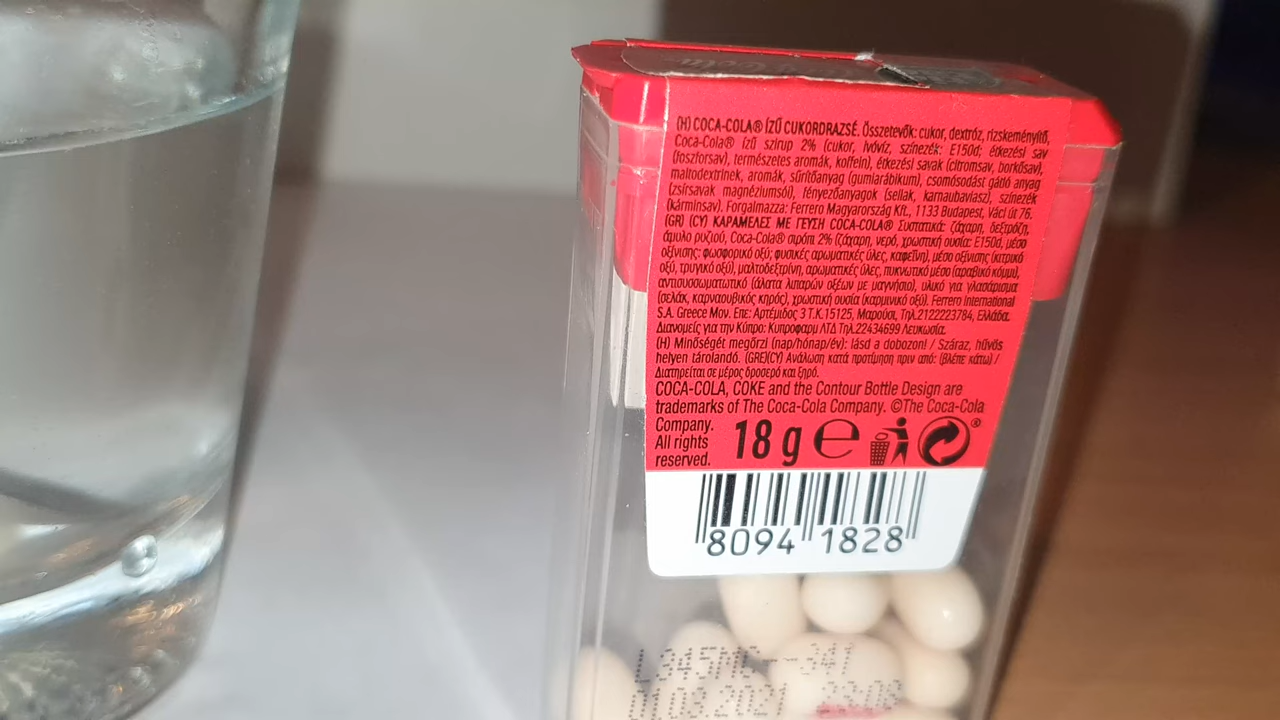 (H) COCA-COLA® ÍZŰ CUKORDRAZSÉ. Összetevők: cukor, dextróz, rizskeményítő,
Coca-Cola® ízű szirup 2% (cukor, ivóvíz, színezék: E150d; étkezési sav
(foszforsav), természetes aromák, koffein), étkezési savak (citromsav, borkősav),
maltodextrinek, aromák, sűrítőanyag (gumiarábikum), csomósodást gátló anyag
(zsírsavak magnéziumsói), fényezőanyagok (sellak, karnaubaviasz), színezék
(kárminsav). Forgalmazza: Ferrero Magyarország Kft., 1133 Budapest, Váci út 76.
(GR) (CY) ΚΑΡΑΜΕΛΕΣ ΜΕ ΓΕΥΣΗ COCA-COLA® Συστατικά: ζάχαρη, δεξτρόζη,
άμυλο ρυζιού, Coca-Cola® σιρόπι 2% (ζάχαρη, νερό, χρωστική ουσία: E150d, μέσο
οξίνισης: φωσφορικό οξύ; φυσικές αρωματικές ύλες, καφεΐνη), μέσο οξίνισης (κιτρικό
οξύ, τρυγικό οξύ), μαλτοδεξτρίνη, αρωματικές ύλες, πυκνωτικό μέσο (αραβικό κόμμι),
αντισυσσωματωτικό (άλατα λιπαρών οξέων με μαγνήσιο), υλικό για γλασάρισμα
(σελάκ, καρναουβικός κηρός), χρωστική ουσία (καρμινικό οξύ). Ferrero International
S.A. Greece Μον. Επε: Αρτέμιδος 3 Τ.Κ.15125, Μαρούσι, Τηλ.2122223784, Ελλάδα.
Διανομείς για την Κύπρο: Κυπροφαρμ ΛΤΔ Τηλ.22434699 Λευκωσία.
(H) Minőségét megőrzi (nap/hónap/év): lásd a dobozon! / Száraz, hűvös
helyen tárolandó. (GR)(CY) Ανάλωση κατά προτίμηση πριν από: (βλέπε κάτω) /
Διατηρείται σε μέρος δροσερό και ξηρό.
COCA-COLA, COKE and the Contour Bottle Design are
trademarks of The Coca-Cola Company. ©The Coca-Cola
Company.
All rights
reserved.
18 g ℮
8094 1828
L345MC--341
01.09.2021 23:08